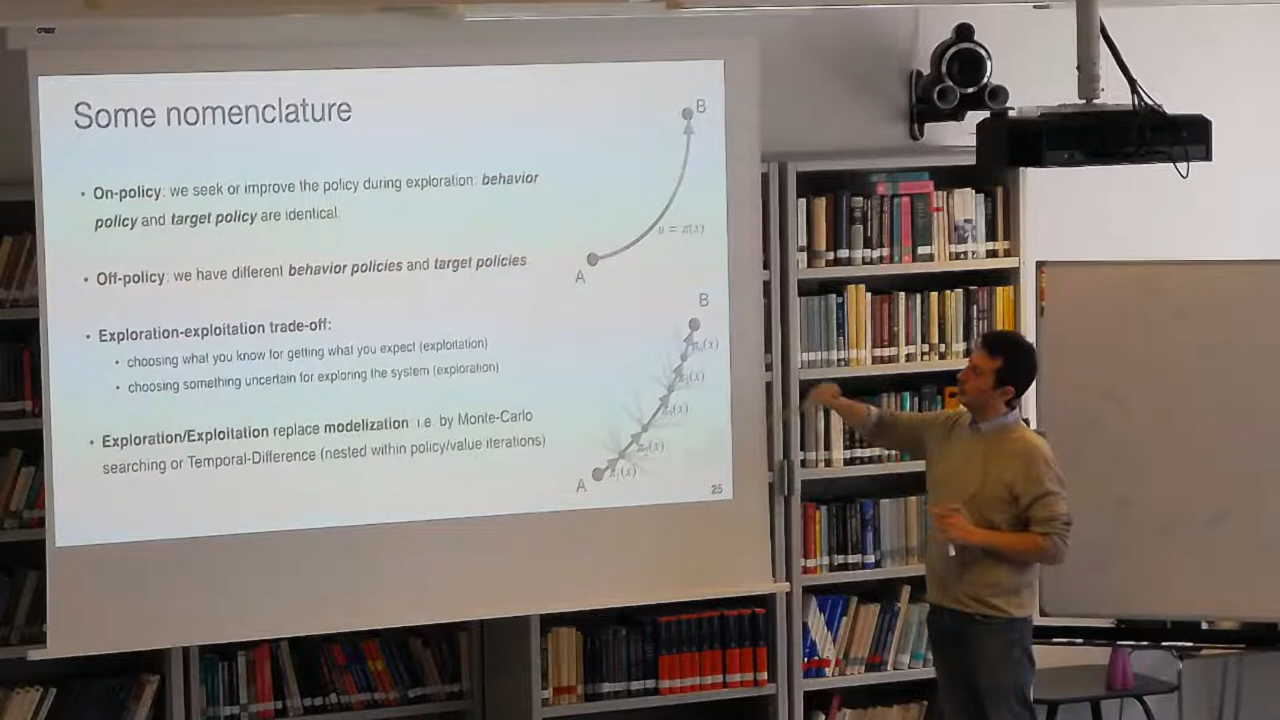 Some nomenclature
• On-policy: we seek or improve the policy during exploration: behavior
policy and target policy are identical.
• Off-policy: we have different behavior policies and target policies.
• Exploration-exploitation trade-off:
• choosing what you know for getting what you expect (exploitation)
• choosing something uncertain for exploring the system (exploration)
• Exploration/Exploitation replace modelization: i.e. by Monte-Carlo
searching or Temporal-Difference (nested within policy/value iterations)
B
u = π(x)
A
B
A
25